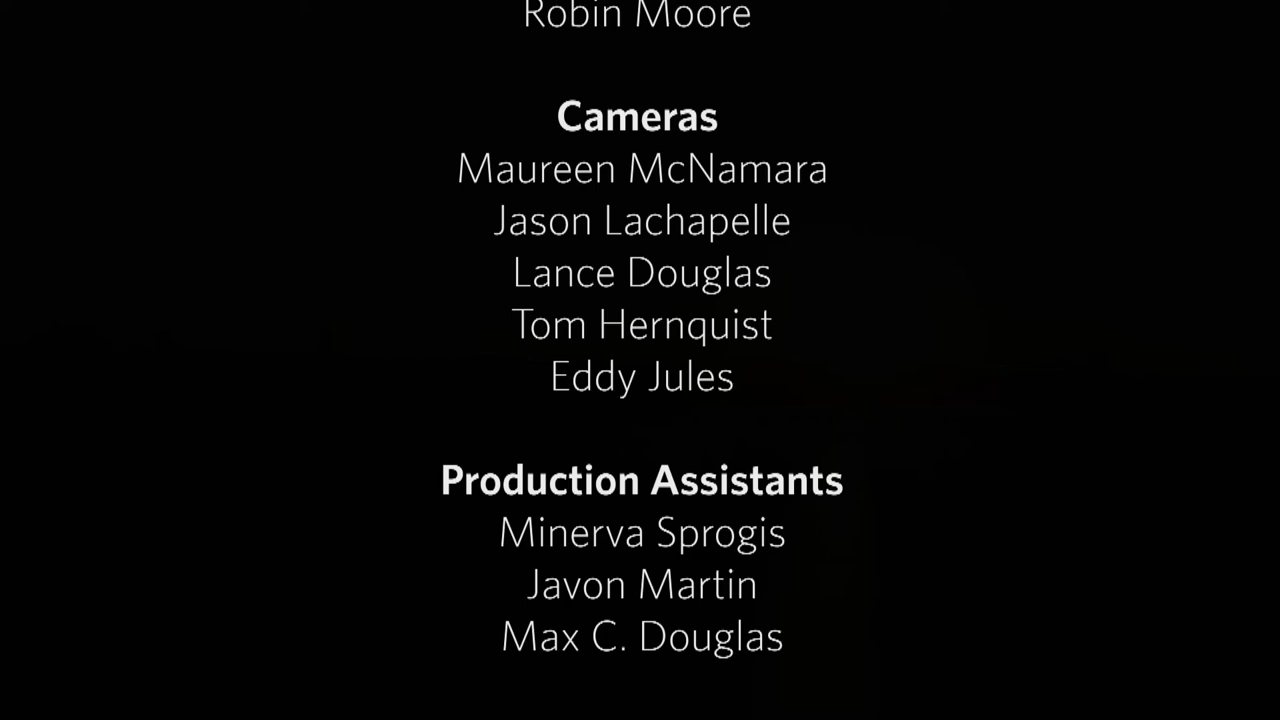 Robin Moore
Cameras
Maureen McNamara
Jason Lachapelle
Lance Douglas
Tom Hernquist
Eddy Jules
Production Assistants
Minerva Sprogis
Javon Martin
Max C. Douglas